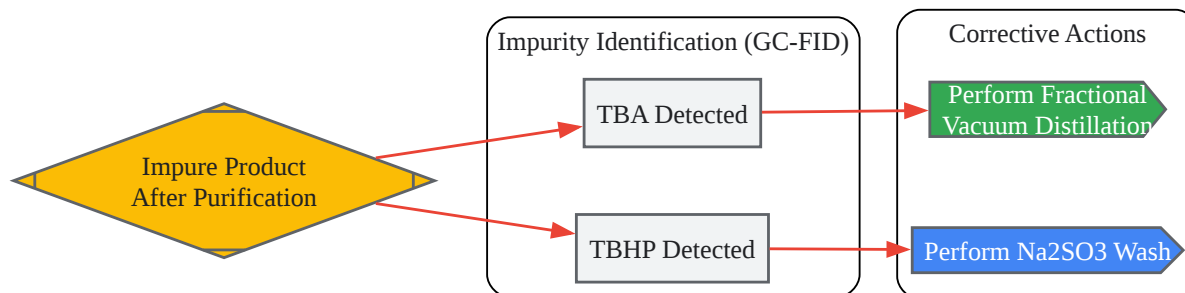 Impurity Identification (GC-FID)
Corrective Actions
TBA Detected
Perform Fractional
Vacuum Distillation
Impure Product
After Purification
TBHP Detected
Perform Na2SO3 Wash